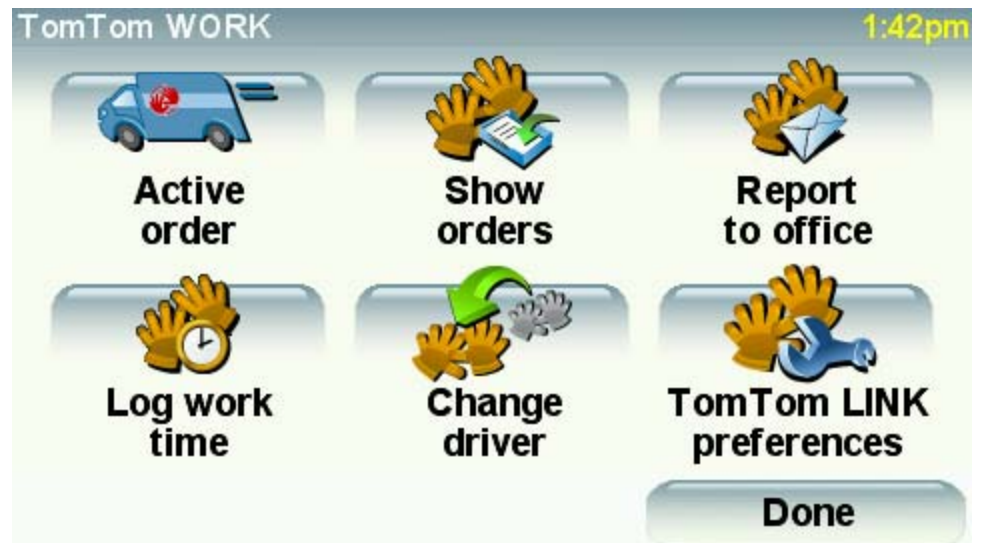 TomTom WORK 1:42pm
Active
order
Show
orders
Report
to office
Log work
time
Change
driver
TomTom LINK
preferences
Done